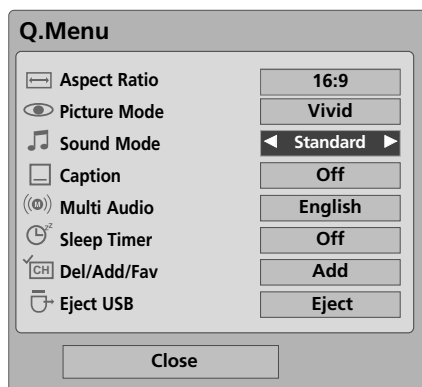 Q.Menu
Aspect Ratio 16:9
Picture Mode Vivid
Sound Mode ◀ Standard ▶
Caption Off
Multi Audio English
Sleep Timer Off
CH Del/Add/Fav Add
Eject USB Eject
Close